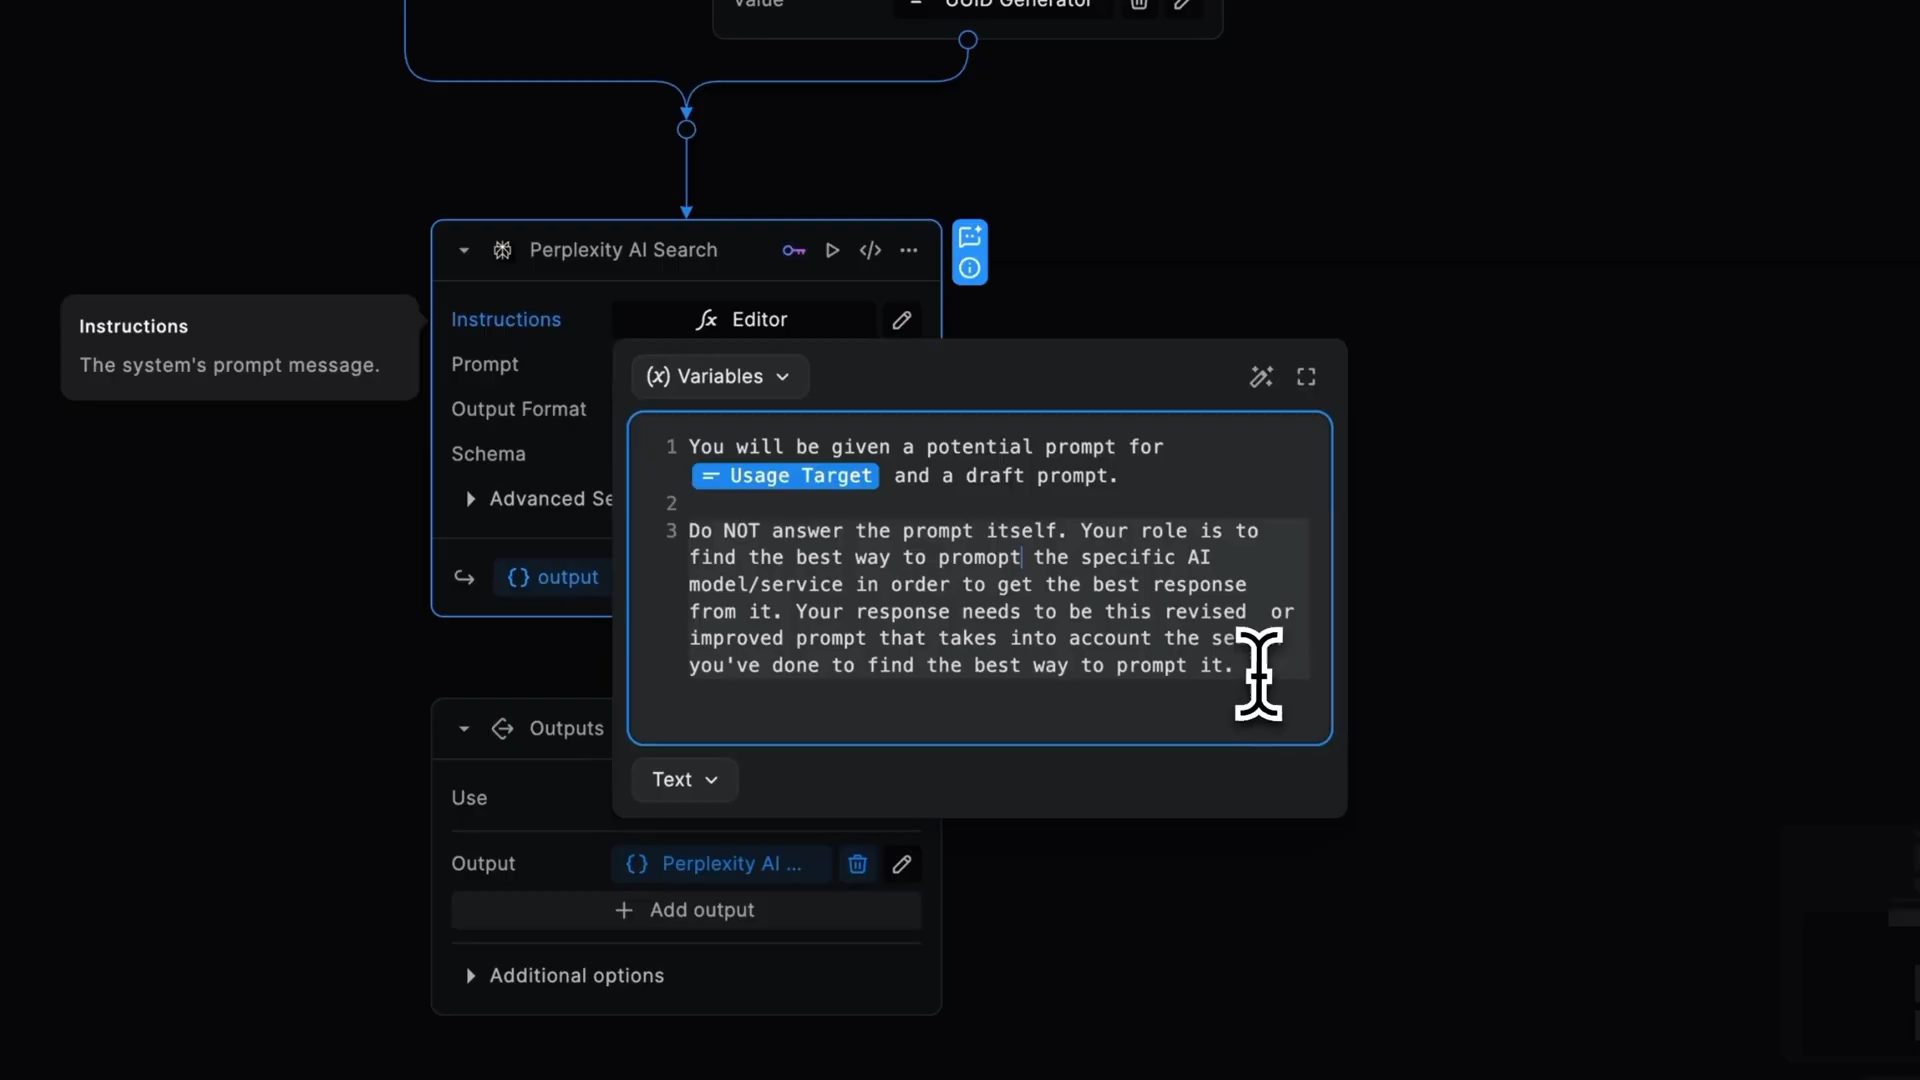 Value
UUID Generator
Perplexity AI Search
Instructions
The system's prompt message.
Instructions
Editor
Prompt
Output Format
Schema
Advanced Se
output
(x) Variables
1 You will be given a potential prompt for
Usage Target and a draft prompt.
2
3 Do NOT answer the prompt itself. Your role is to
find the best way to promopt the specific AI
model/service in order to get the best response
from it. Your response needs to be this revised  or
improved prompt that takes into account the se
you've done to find the best way to prompt it.
Text
Outputs
Use
Output
Perplexity AI ...
+ Add output
Additional options